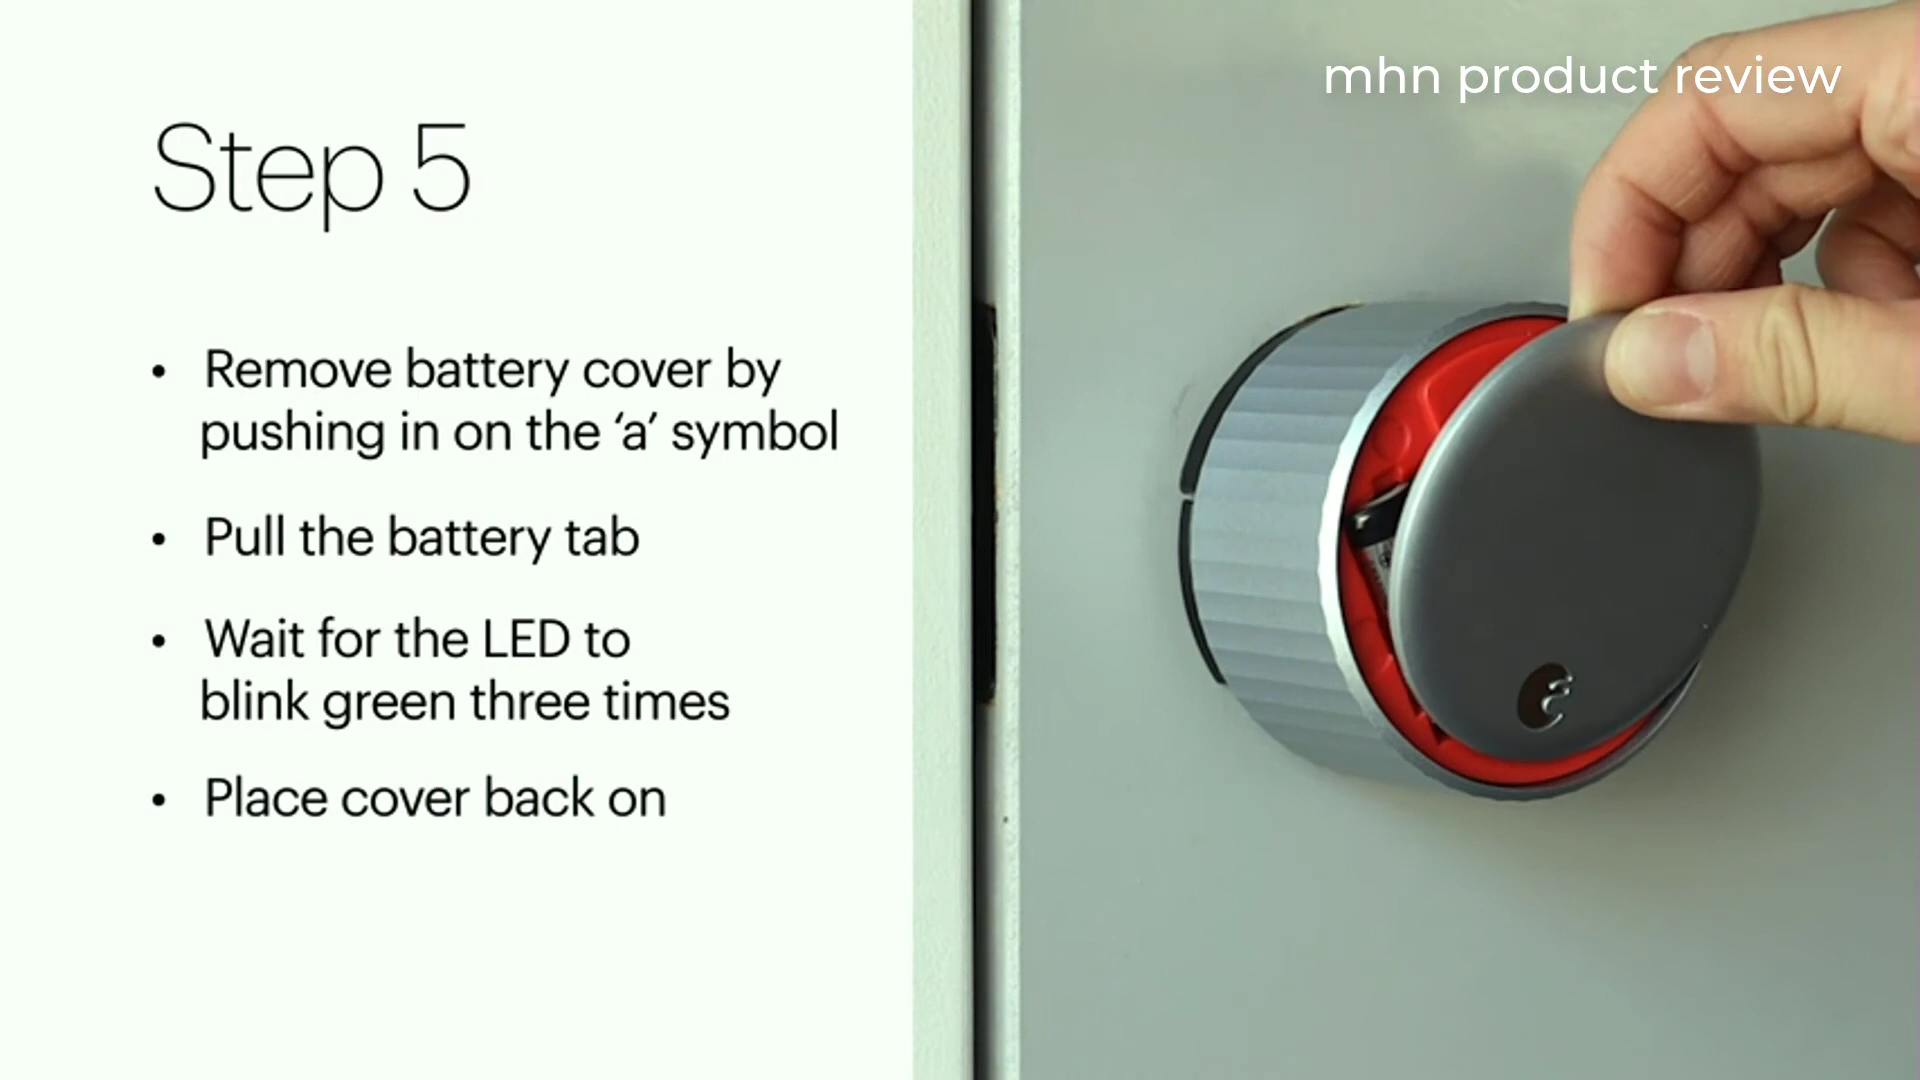 mhn product review
Step 5
• Remove battery cover by
pushing in on the ‘a’ symbol
• Pull the battery tab
• Wait for the LED to
blink green three times
• Place cover back on